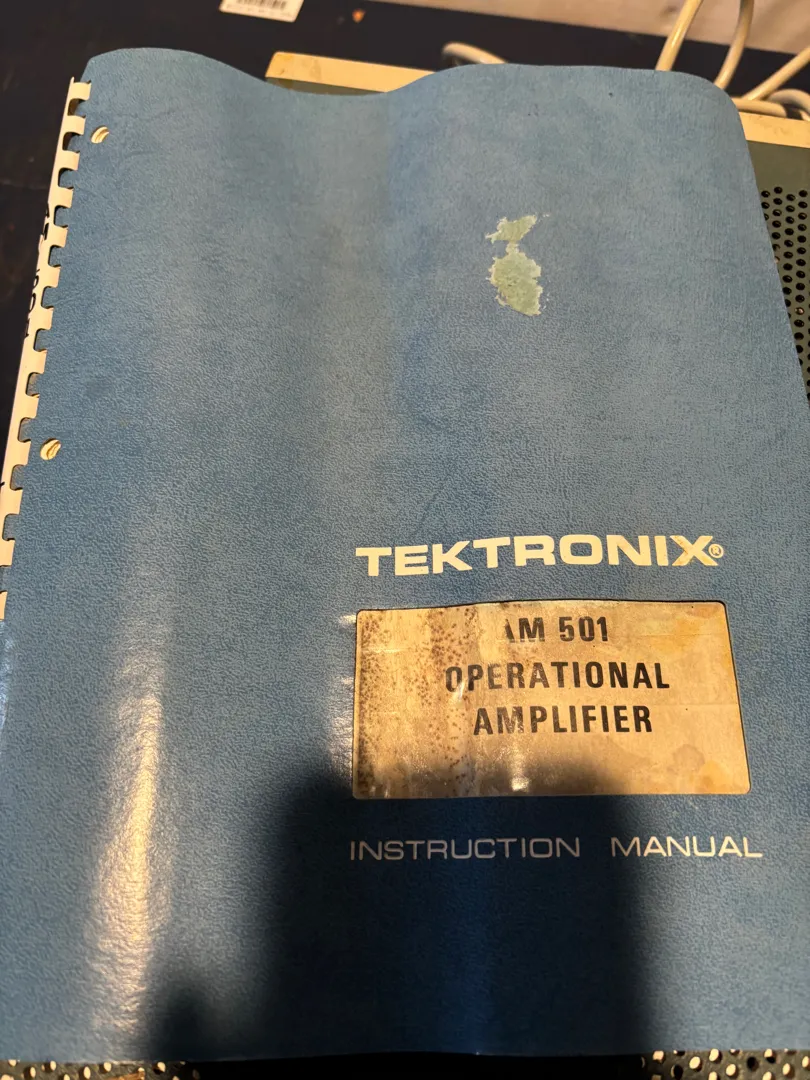 TEKTRONIX®
AM 501
OPERATIONAL
AMPLIFIER
INSTRUCTION MANUAL